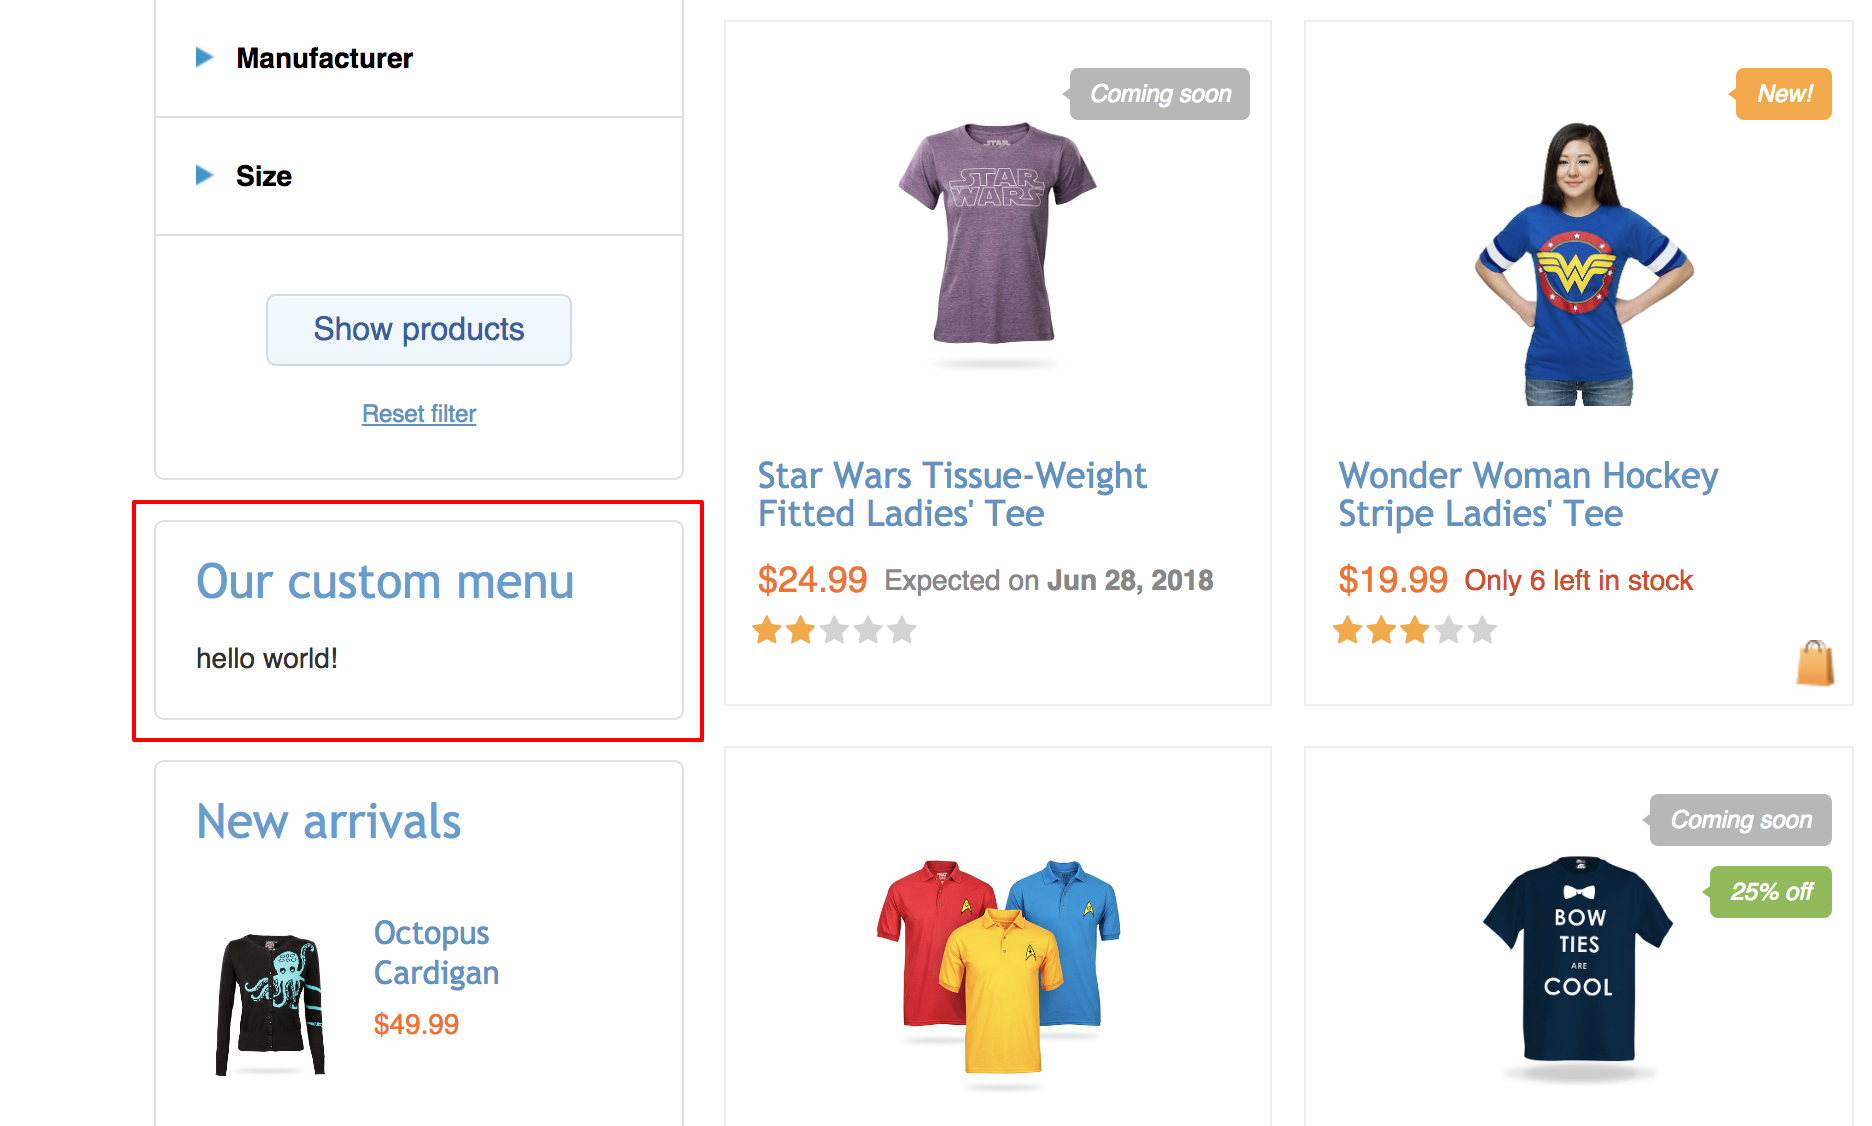 Manufacturer
Size
Show products
Reset filter
Our custom menu
hello world!
New arrivals
Octopus
Cardigan
$49.99
Coming soon
STAR
WARS
Star Wars Tissue-Weight
Fitted Ladies' Tee
$24.99 Expected on Jun 28, 2018
New!
W
Wonder Woman Hockey
Stripe Ladies' Tee
$19.99 Only 6 left in stock
Coming soon
25% off
BOW
TIES
ARE
COOL